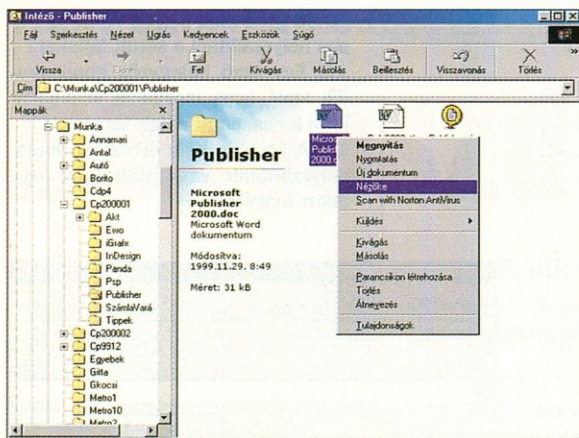 Intéző - Publisher
Fájl Szerkesztés Nézet Ugrás Kedvencek Eszközök Súgó
Vissza Előre Fel Kivágás Másolás Beillesztés Visszavonás Törlés
Cím C:\Munka\Cp200001\Publisher
Mappák
Munka
Annamari
Antal
Autó
Borito
Cdp4
Cp200001
Akt
Ewo
iGrafx
InDesign
Panda
Psp
Publisher
SzámlaVará
Tippek
Cp200002
Cp9912
Egyebek
Gitta
Gkocsi
Metro1
Metro10
Metro2
Publisher
Microsoft
Publisher
2000.doc
Microsoft Word
dokumentum
Módosítva:
1999.11.29. 8:49
Méret: 31 kB
Megnyitás
Nyomtatás
Új dokumentum
Nézőke
Scan with Norton AntiVirus
Küldés
Kivágás
Másolás
Parancsikon létrehozása
Törlés
Átnevezés
Tulajdonságok